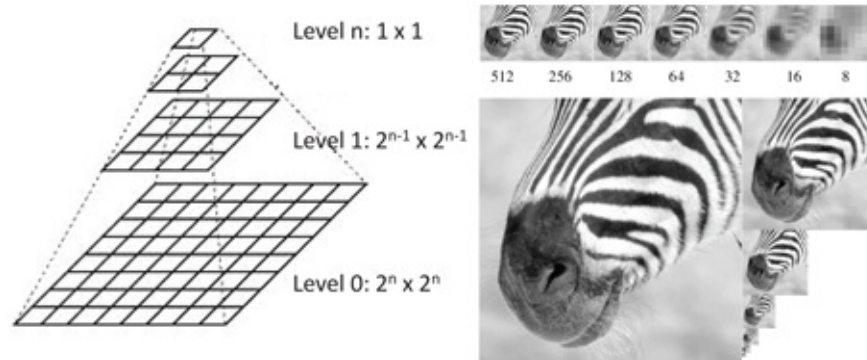 Level n: 1 x 1
Level 1: 2ⁿ⁻¹ x 2ⁿ⁻¹
Level 0: 2ⁿ x 2ⁿ
512 256 128 64 32 16 8